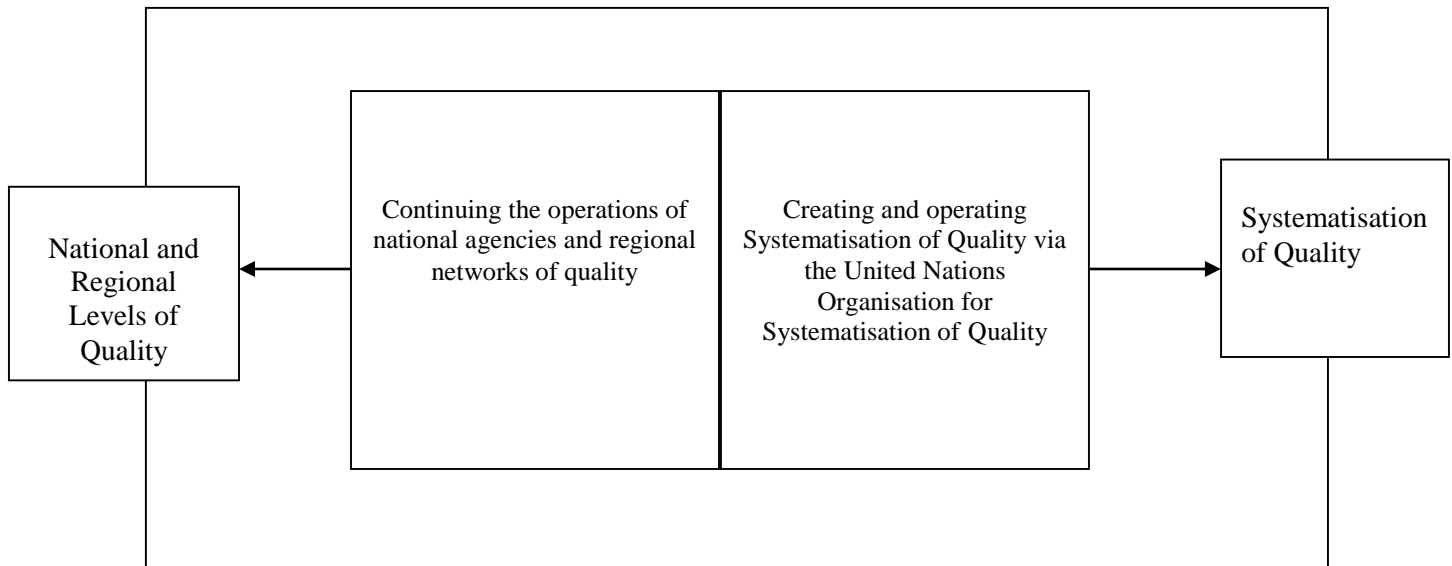 National and
Regional
Levels of
Quality
Continuing the operations of
national agencies and regional
networks of quality
Creating and operating
Systematisation of Quality via
the United Nations
Organisation for
Systematisation of Quality
Systematisation
of Quality